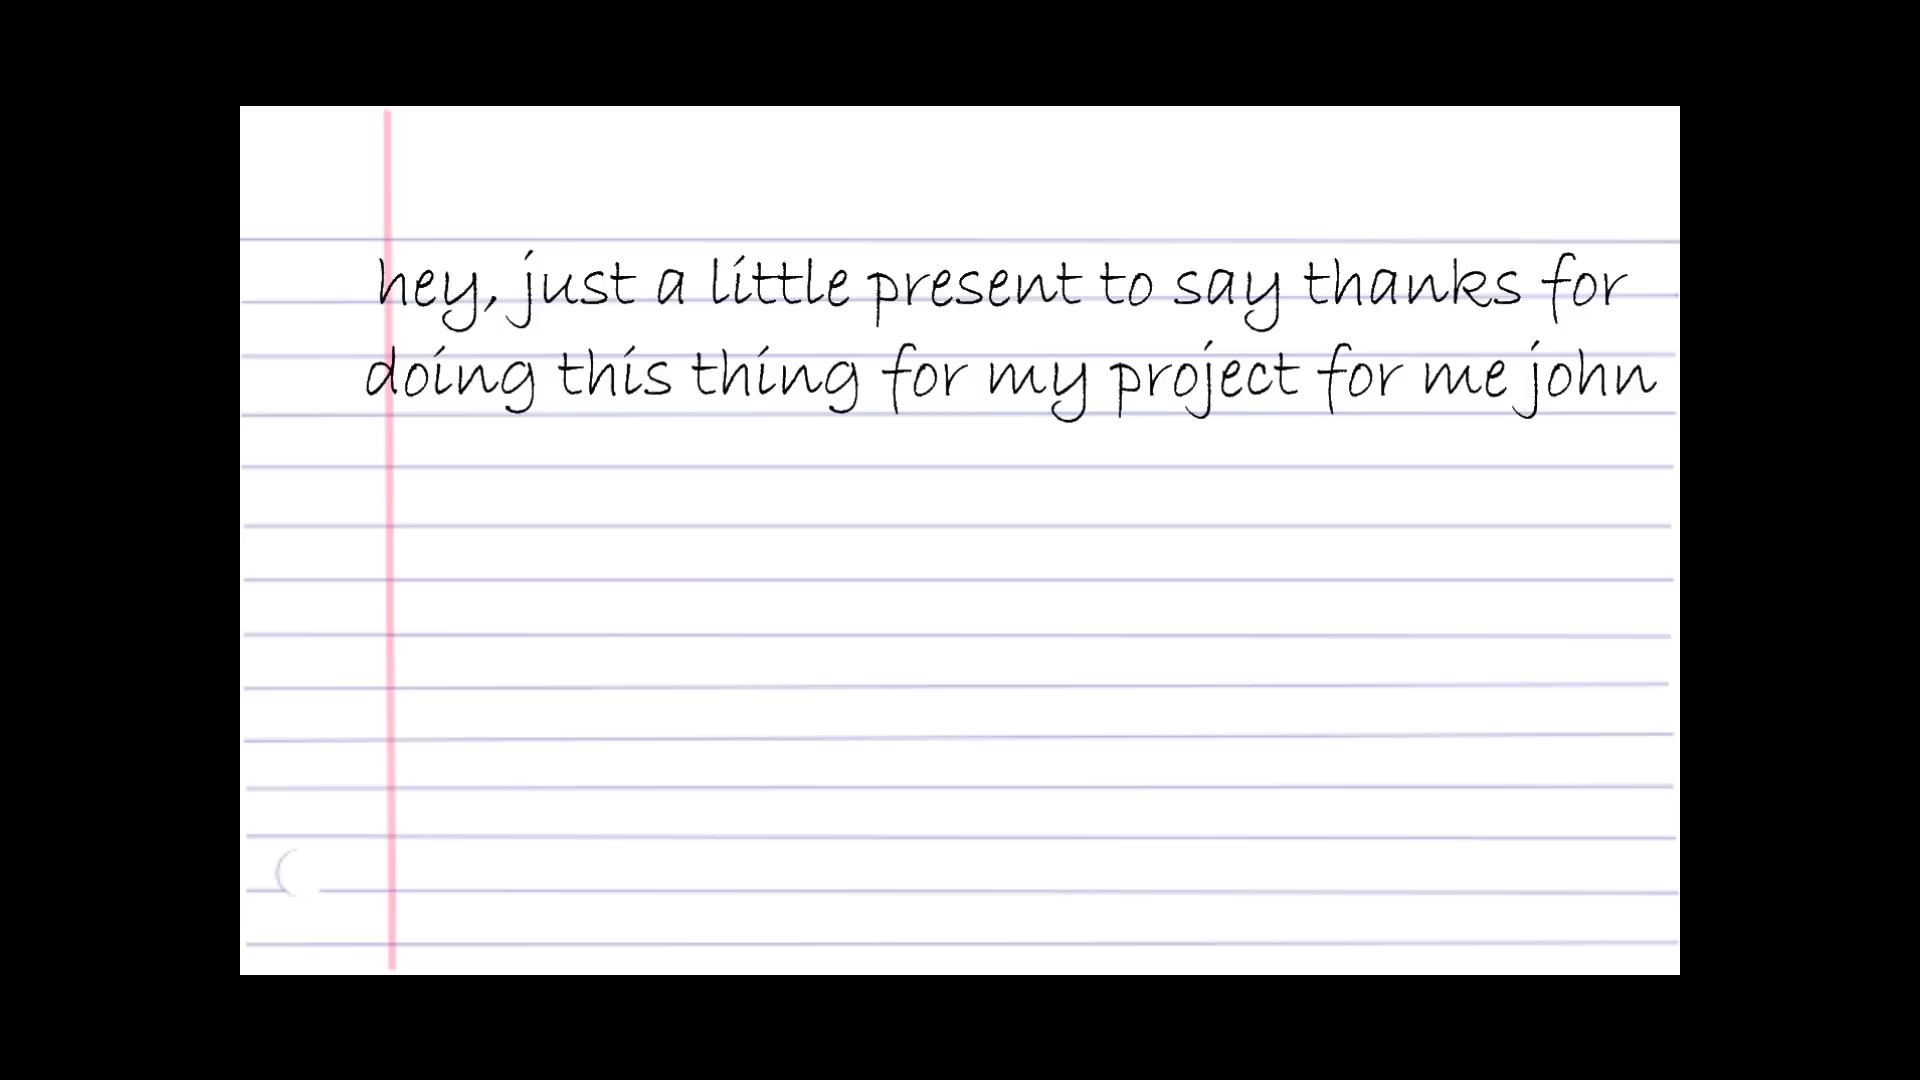 hey, just a little present to say thanks for
doing this thing for my project for me john